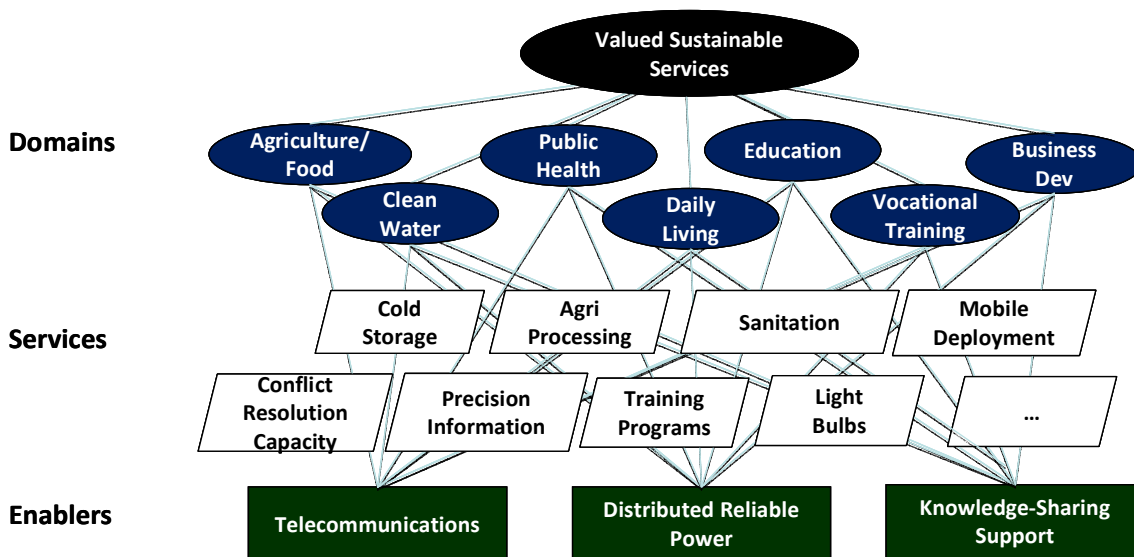 Valued Sustainable
Services
Domains
Agriculture/
Food
Public
Health
Education
Business
Dev
Clean
Water
Daily
Living
Vocational
Training
Services
Cold
Storage
Agri
Processing
Sanitation
Mobile
Deployment
Conflict
Resolution
Capacity
Precision
Information
Training
Programs
Light
Bulbs
...
Enablers
Telecommunications
Distributed Reliable
Power
Knowledge-Sharing
Support